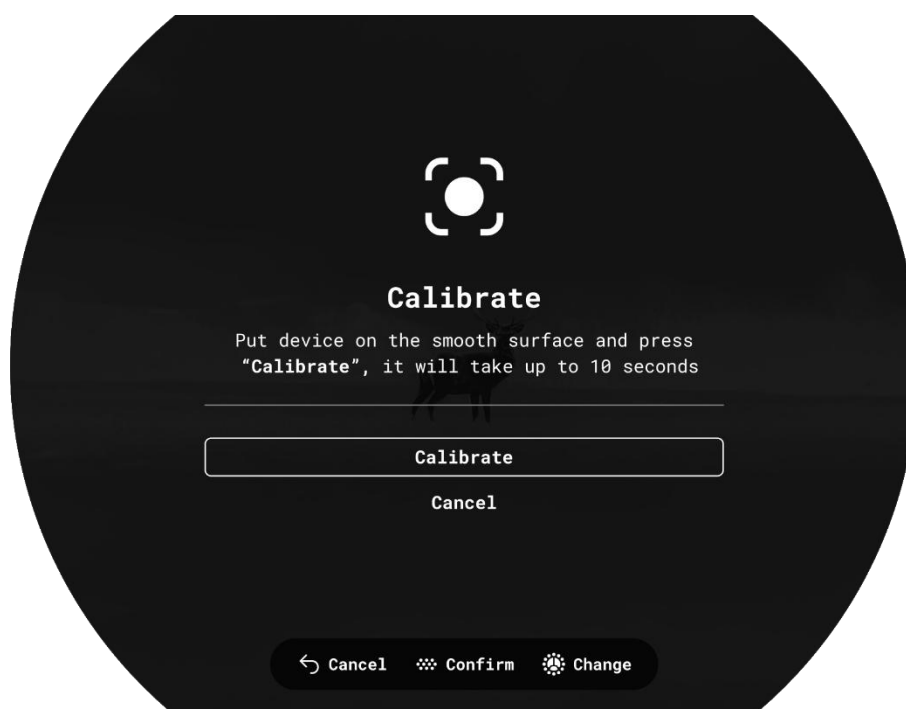 Calibrate
Put device on the smooth surface and press
“Calibrate”, it will take up to 10 seconds
Calibrate
Cancel
Cancel Confirm Change